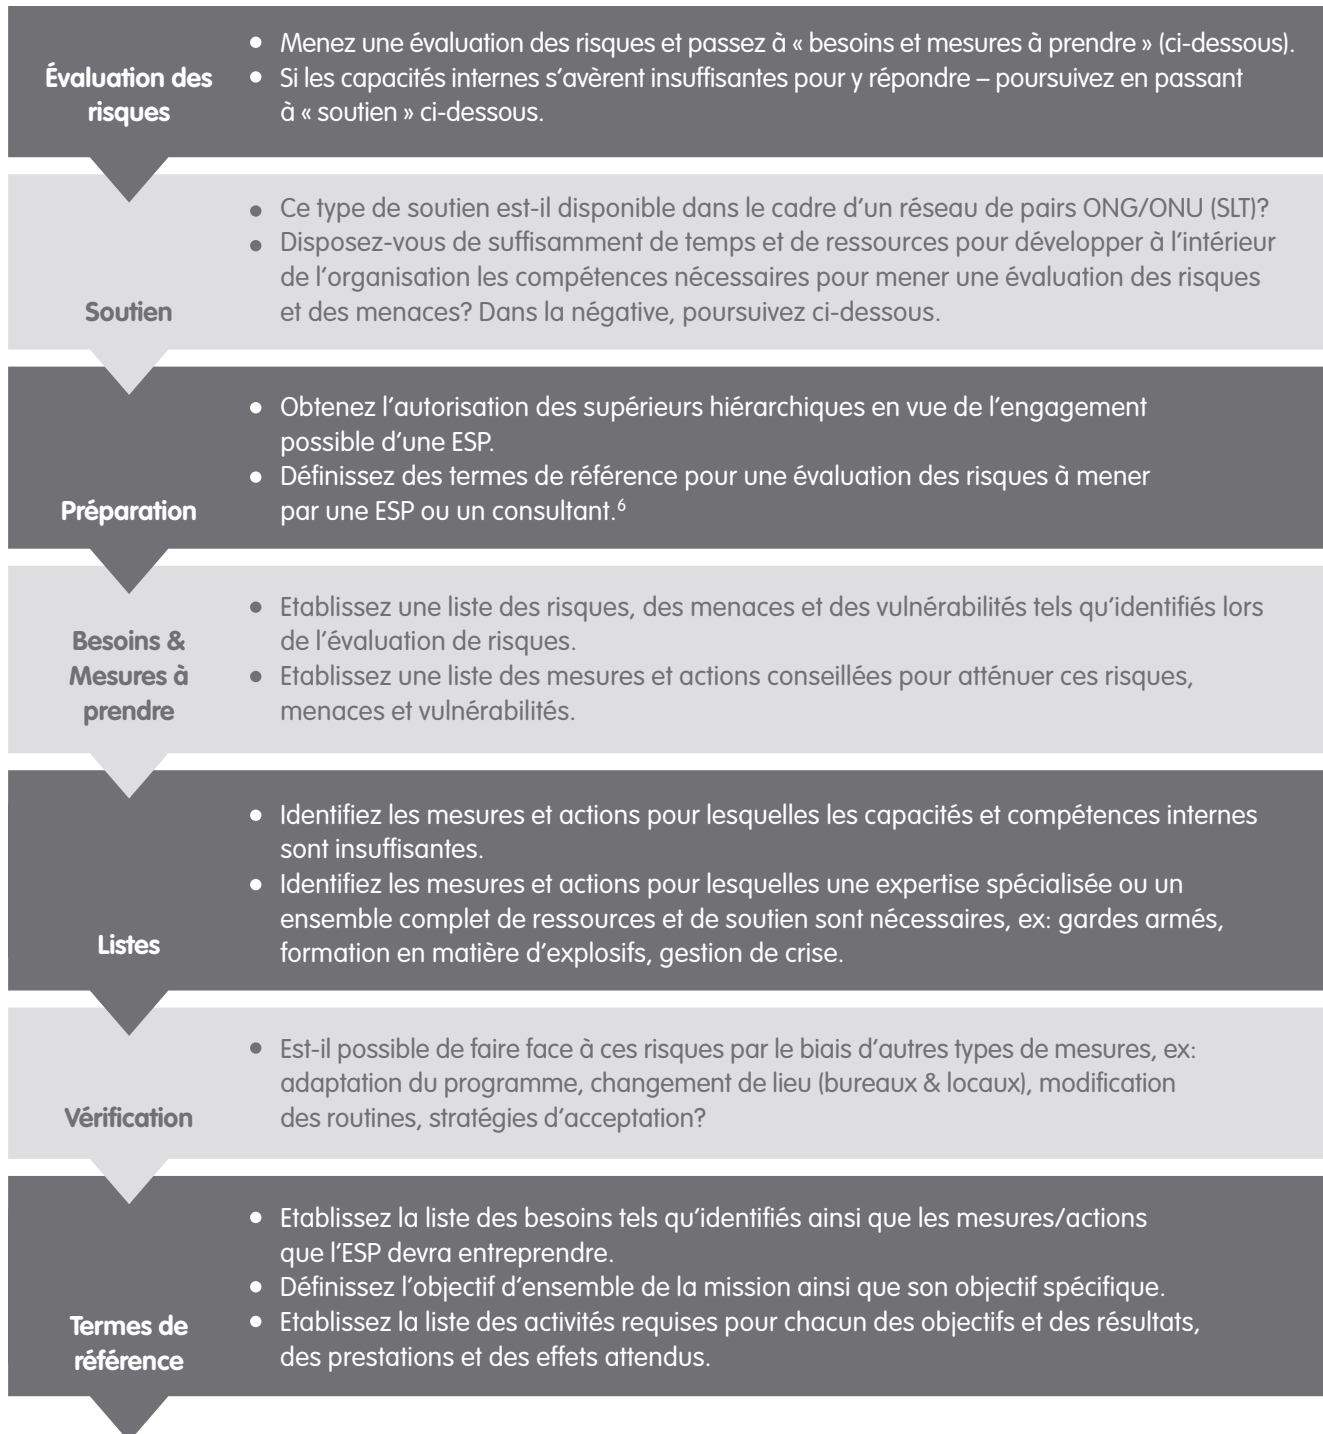 Évaluation des
risques
• Menez une évaluation des risques et passez à « besoins et mesures à prendre » (ci-dessous).
• Si les capacités internes s’avèrent insuffisantes pour y répondre – poursuivez en passant
à « soutien » ci-dessous.
Soutien
• Ce type de soutien est-il disponible dans le cadre d’un réseau de pairs ONG/ONU (SLT)?
• Disposez-vous de suffisamment de temps et de ressources pour développer à l’intérieur
de l’organisation les compétences nécessaires pour mener une évaluation des risques
et des menaces? Dans la négative, poursuivez ci-dessous.
Préparation
• Obtenez l’autorisation des supérieurs hiérarchiques en vue de l’engagement
possible d’une ESP.
• Définissez des termes de référence pour une évaluation des risques à mener
par une ESP ou un consultant.⁶
Besoins &
Mesures à
prendre
• Etablissez une liste des risques, des menaces et des vulnérabilités tels qu’identifiés lors
de l’évaluation de risques.
• Etablissez une liste des mesures et actions conseillées pour atténuer ces risques,
menaces et vulnérabilités.
Listes
• Identifiez les mesures et actions pour lesquelles les capacités et compétences internes
sont insuffisantes.
• Identifiez les mesures et actions pour lesquelles une expertise spécialisée ou un
ensemble complet de ressources et de soutien sont nécessaires, ex: gardes armés,
formation en matière d’explosifs, gestion de crise.
Vérification
• Est-il possible de faire face à ces risques par le biais d’autres types de mesures, ex:
adaptation du programme, changement de lieu (bureaux & locaux), modification
des routines, stratégies d’acceptation?
Termes de
référence
• Etablissez la liste des besoins tels qu’identifiés ainsi que les mesures/actions
que l’ESP devra entreprendre.
• Définissez l’objectif d’ensemble de la mission ainsi que son objectif spécifique.
• Etablissez la liste des activités requises pour chacun des objectifs et des résultats,
des prestations et des effets attendus.